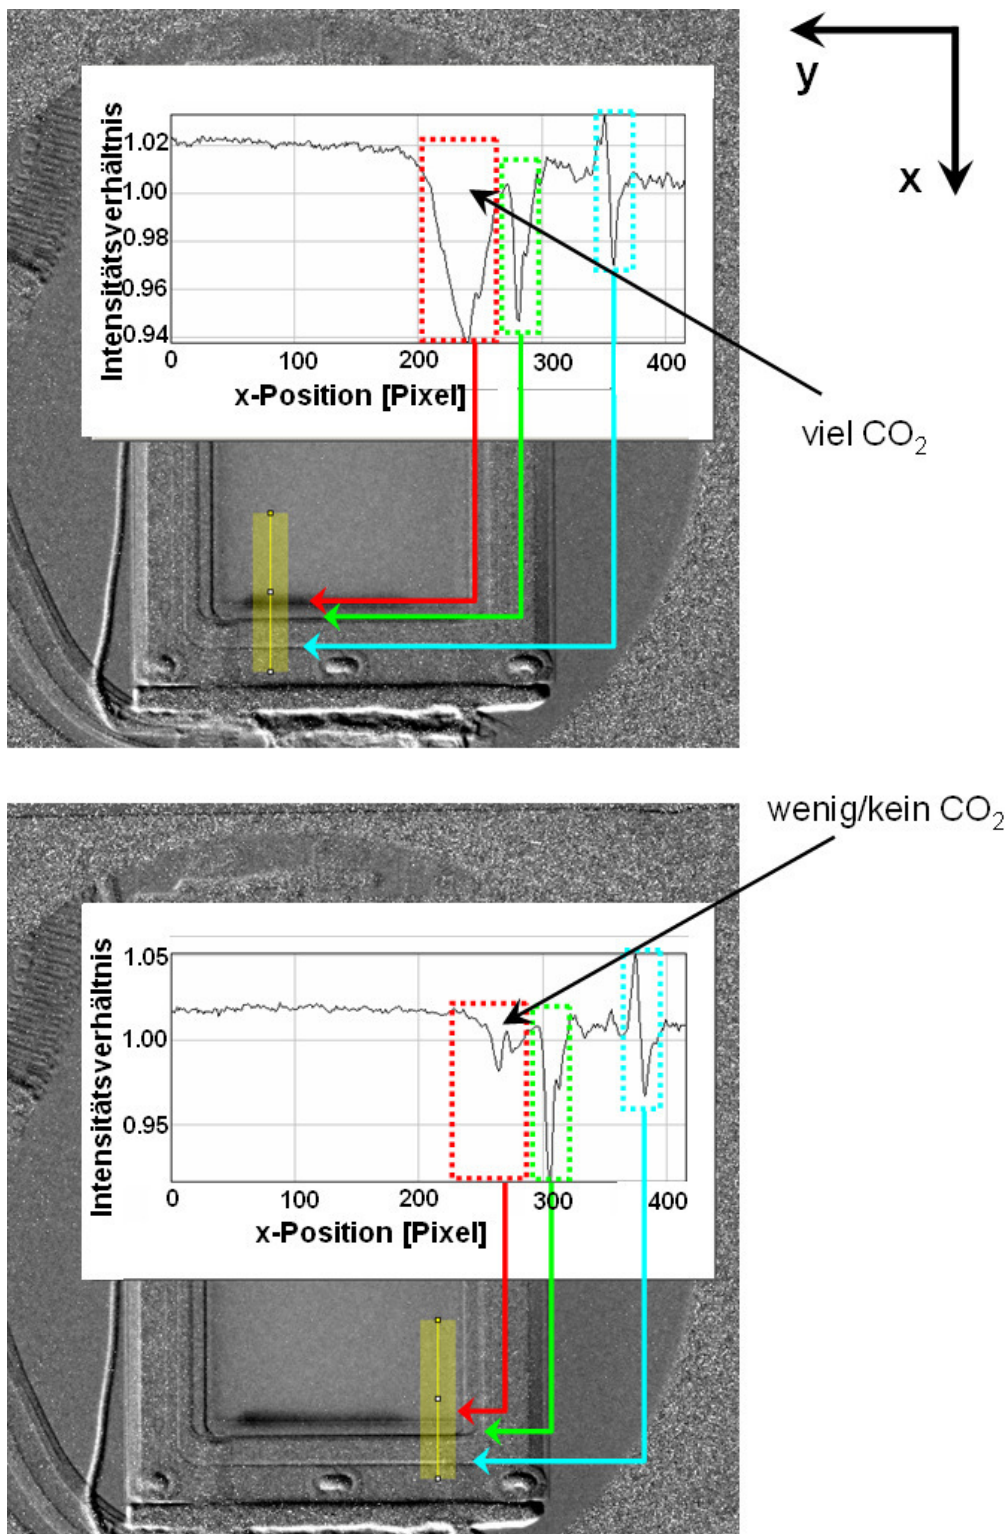 y
x
Intensitätsverhältnis
1.02
1.00
0.98
0.96
0.94
0 100 200 300 400
x-Position [Pixel]
viel CO₂
wenig/kein CO₂
Intensitätsverhältnis
1.05
1.00
0.95
0 100 200 300 400
x-Position [Pixel]